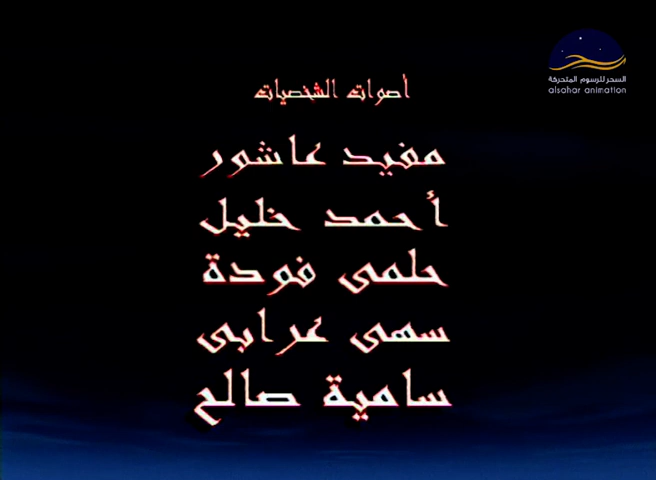 السحر للرسوم المتحركة
alsahar animation
أصوات الشخصيات
مفيد عاشور
أحمد خليل
حلمى فودة
سهى عرابى
سامية صالح